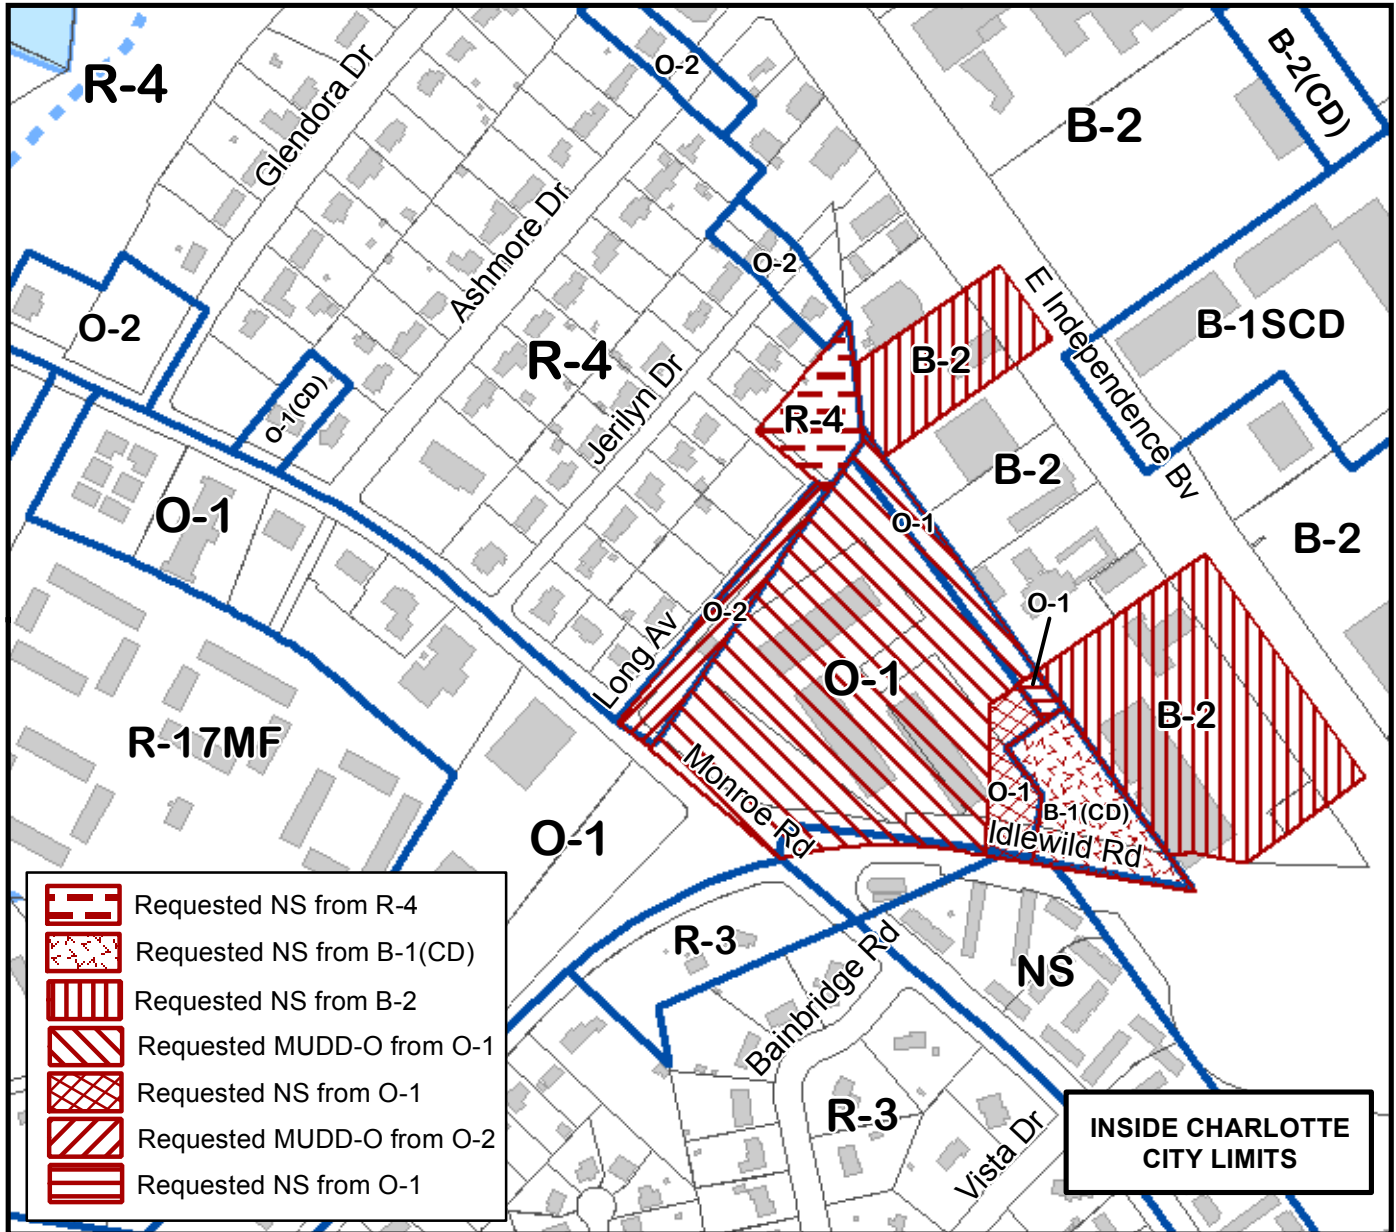 R-4
Glendora Dr
O-2
B-2
B-2(CD)
Ashmore Dr
O-2
E Independence Bv
O-2
R-4
B-1SCD
B-2
O-1(CD)
Jerilyn Dr
R-4
B-2
O-1
O-1
B-2
O-2
O-1
Long Av
O-1
B-2
R-17MF
Monroe Rd
O-1
B-1(CD)
O-1
Idlewild Rd
R-3
NS
Bainbridge Rd
R-3
Vista Dr
Requested NS from R-4
Requested NS from B-1(CD)
Requested NS from B-2
Requested MUDD-O from O-1
Requested NS from O-1
Requested MUDD-O from O-2
Requested NS from O-1
INSIDE CHARLOTTE
CITY LIMITS